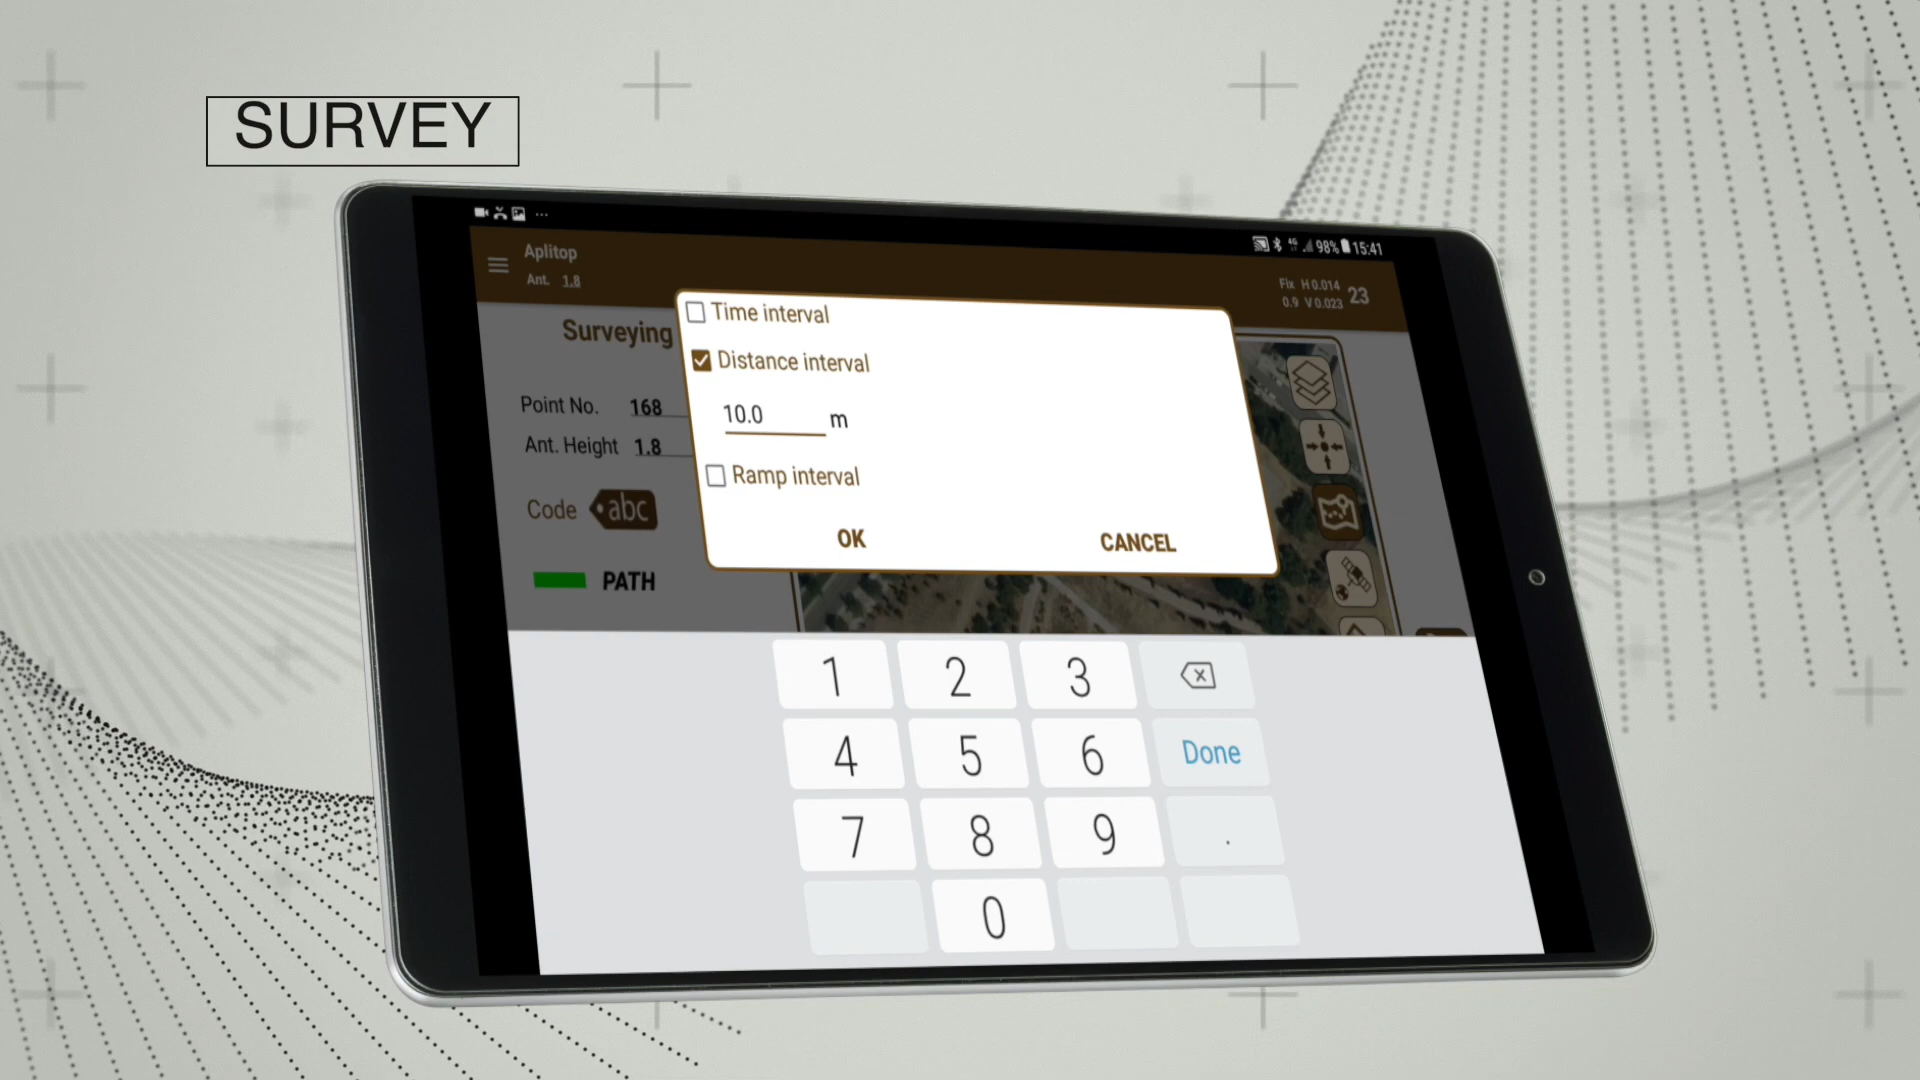 SURVEY
98% 15:41
Aplitop
Ant. 1.8
Fix H 0.014
0.9 V 0.023
23
Surveying
Point No. 168
Ant. Height 1.8
Code abc
PATH
Time interval
Distance interval
10.0 m
Ramp interval
OK CANCEL
1 2 3
4 5 6 Done
7 8 9 .
0